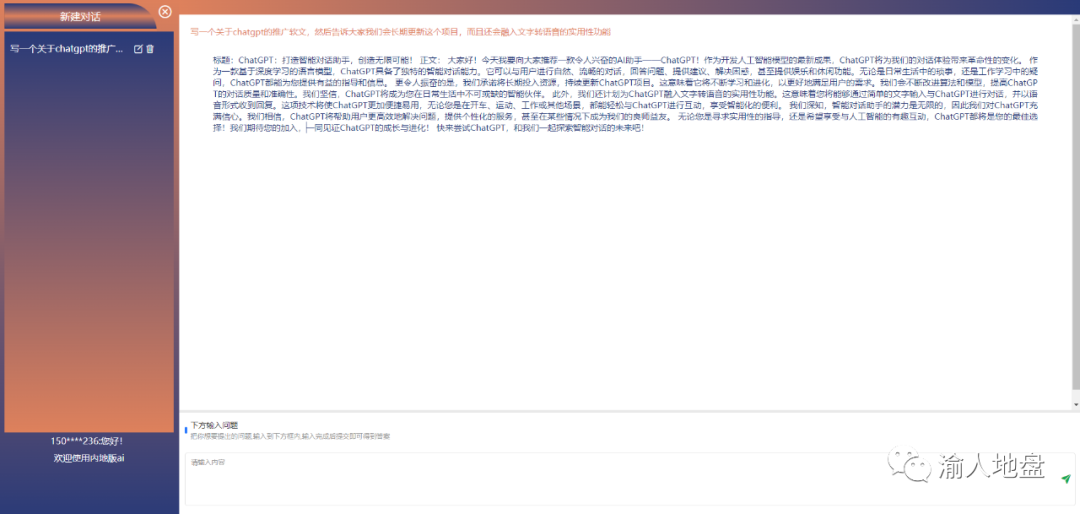 新建对话
写一个关于chatgpt的推广...
150****236:您好!
欢迎使用内地版ai
写一个关于chatgpt的推广软文，然后告诉大家我们会长期更新这个项目，而且还会融入文字转语音的实用性功能
标题：ChatGPT：打造智能对话助手，创造无限可能！ 正文： 大家好！今天我要向大家推荐一款令人兴奋的AI助手——ChatGPT！作为开发人工智能模型的最新成果，ChatGPT将为我们的对话体验带来革命性的变化。 作
为一款基于深度学习的语言模型，ChatGPT具备了独特的智能对话能力。它可以与用户进行自然、流畅的对话，回答问题、提供建议、解决困惑，甚至提供娱乐和休闲功能。无论是日常生活中的琐事，还是工作学习中的疑
问，ChatGPT都能为您提供有益的指导和信息。 更令人振奋的是，我们承诺将长期投入资源，持续更新ChatGPT项目。这意味着它将不断学习和进化，以更好地满足用户的需求。我们会不断改进算法和模型，提高ChatGP
T的对话质量和准确性。我们坚信，ChatGPT将成为您在日常生活中不可或缺的智能伙伴。 此外，我们还计划为ChatGPT融入文字转语音的实用性功能。这意味着您将能够通过简单的文字输入与ChatGPT进行对话，并以语
音形式收到回复。这项技术将使ChatGPT更加便捷易用，无论您是在开车、运动、工作或其他场景，都能轻松与ChatGPT进行互动，享受智能化的便利。 我们深知，智能对话助手的潜力是无限的，因此我们对ChatGPT充
满信心。我们相信，ChatGPT将帮助用户更高效地解决问题，提供个性化的服务，甚至在某些情况下成为我们的良师益友。 无论您是寻求实用性的指导，还是希望享受与人工智能的有趣互动，ChatGPT都将是您的最佳选
择！我们期待您的加入，一同见证ChatGPT的成长与进化！ 快来尝试ChatGPT，和我们一起探索智能对话的未来吧！
下方输入问题
把你想要提出的问题,输入到下方框内,输入完成后提交即可得到答案
请输入内容
渝人地盘